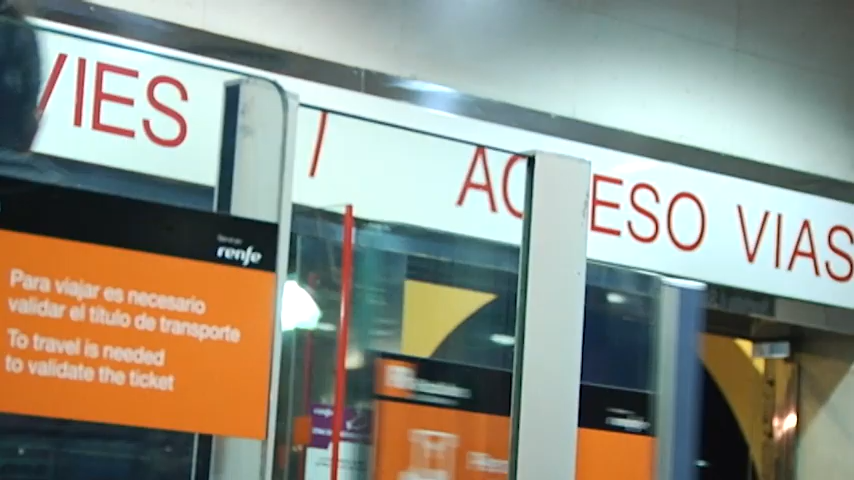 VIES / ACCESO VIAS
renfe
Para viajar es necesario
validar el título de transporte
To travel is needed
to validate the ticket
renfe